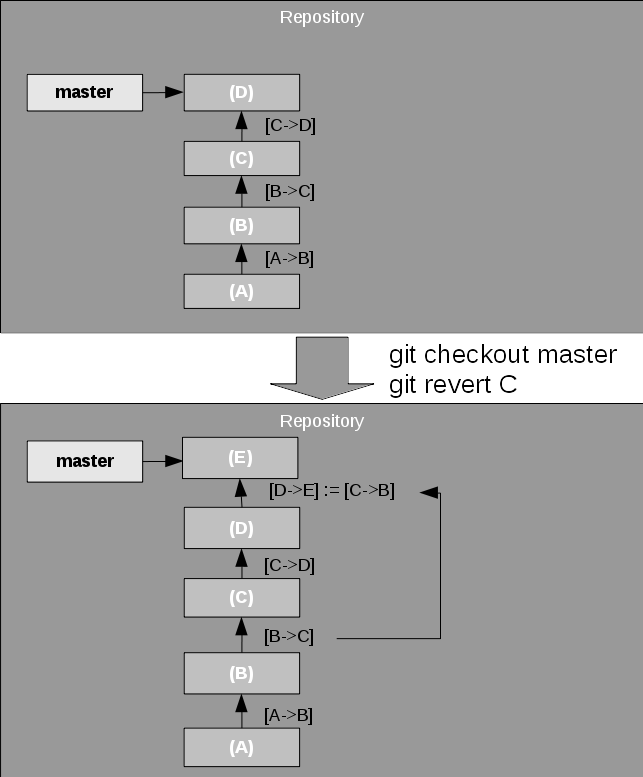 Repository
master
(D)
[C->D]
(C)
[B->C]
(B)
[A->B]
(A)
git checkout master
git revert C
Repository
master
(E)
[D->E] := [C->B]
(D)
[C->D]
(C)
[B->C]
(B)
[A->B]
(A)